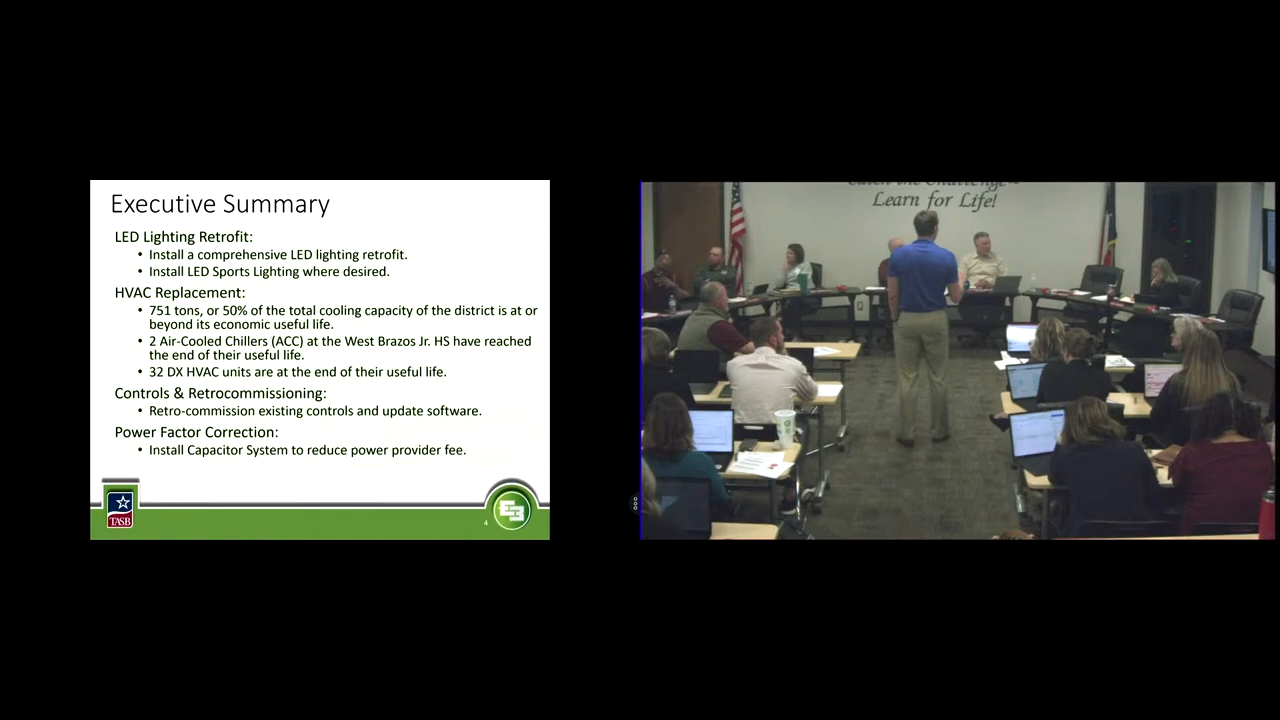 Executive Summary
LED Lighting Retrofit:
• Install a comprehensive LED lighting retrofit.
• Install LED Sports Lighting where desired.
HVAC Replacement:
• 751 tons, or 50% of the total cooling capacity of the district is at or
beyond its economic useful life.
• 2 Air-Cooled Chillers (ACC) at the West Brazos Jr. HS have reached
the end of their useful life.
• 32 DX HVAC units are at the end of their useful life.
Controls & Retrocommissioning:
• Retro-commission existing controls and update software.
Power Factor Correction:
• Install Capacitor System to reduce power provider fee.
TASB
4
Catch the Challenge
Learn for Life!